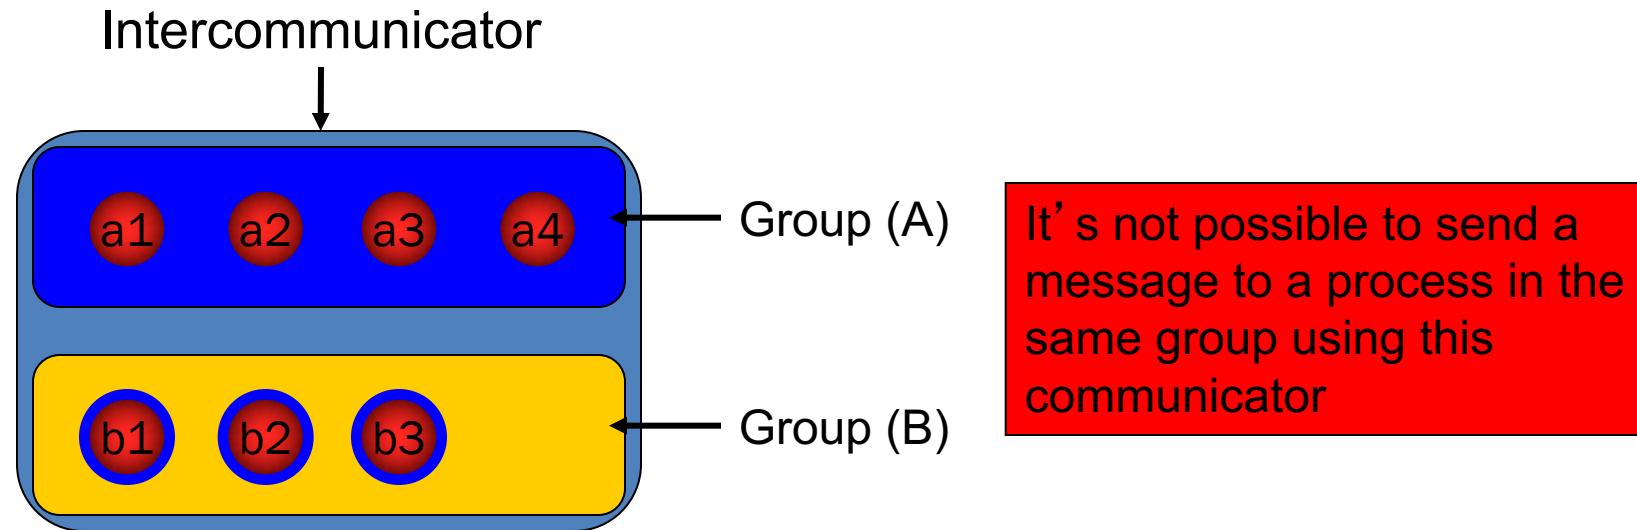 Intercommunicator
a1 a2 a3 a4
Group (A)
b1 b2 b3
Group (B)
It’s not possible to send a
message to a process in the
same group using this
communicator